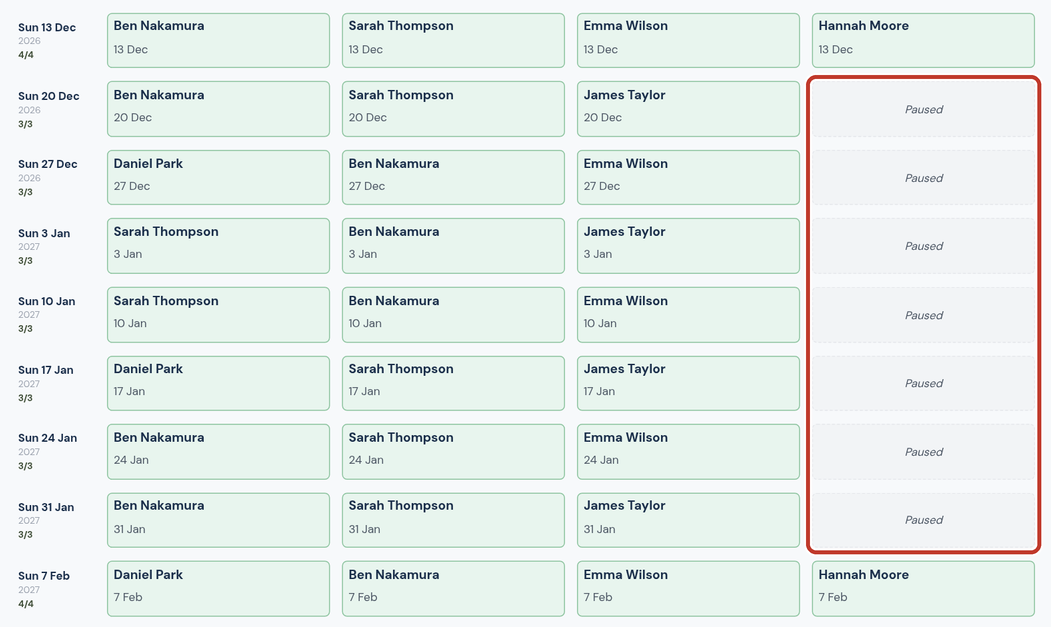 Sun 13 Dec
2026
4/4
Ben Nakamura
13 Dec
Sarah Thompson
13 Dec
Emma Wilson
13 Dec
Hannah Moore
13 Dec
Sun 20 Dec
2026
3/3
Ben Nakamura
20 Dec
Sarah Thompson
20 Dec
James Taylor
20 Dec
Paused
Sun 27 Dec
2026
3/3
Daniel Park
27 Dec
Ben Nakamura
27 Dec
Emma Wilson
27 Dec
Paused
Sun 3 Jan
2027
3/3
Sarah Thompson
3 Jan
Ben Nakamura
3 Jan
James Taylor
3 Jan
Paused
Sun 10 Jan
2027
3/3
Sarah Thompson
10 Jan
Ben Nakamura
10 Jan
Emma Wilson
10 Jan
Paused
Sun 17 Jan
2027
3/3
Daniel Park
17 Jan
Sarah Thompson
17 Jan
James Taylor
17 Jan
Paused
Sun 24 Jan
2027
3/3
Ben Nakamura
24 Jan
Sarah Thompson
24 Jan
Emma Wilson
24 Jan
Paused
Sun 31 Jan
2027
3/3
Ben Nakamura
31 Jan
Sarah Thompson
31 Jan
James Taylor
31 Jan
Paused
Sun 7 Feb
2027
4/4
Daniel Park
7 Feb
Ben Nakamura
7 Feb
Emma Wilson
7 Feb
Hannah Moore
7 Feb